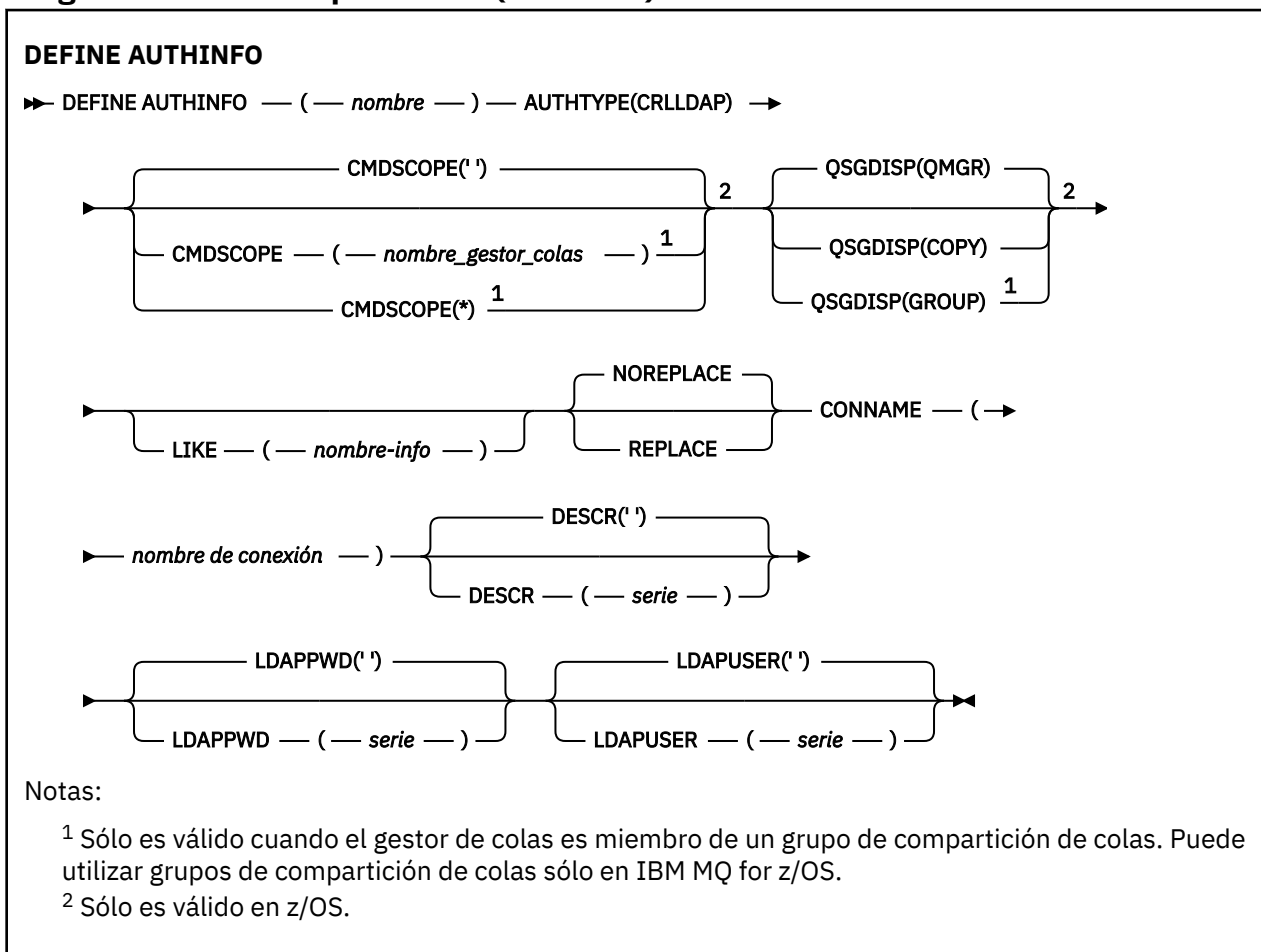 DEFINE AUTHINFO
DEFINE AUTHINFO ( nombre ) AUTHTYPE(CRLLDAP)
CMDSCOPE(' ')
CMDSCOPE ( nombre_gestor_colas ) 1
CMDSCOPE(*) 1
2
QSGDISP(QMGR)
QSGDISP(COPY)
QSGDISP(GROUP) 1
2
LIKE ( nombre-info )
NOREPLACE
REPLACE
CONNAME (
nombre de conexión )
DESCR(' ')
DESCR ( serie )
LDAPPWD(' ')
LDAPPWD ( serie )
LDAPUSER(' ')
LDAPUSER ( serie )
Notas:
1 Sólo es válido cuando el gestor de colas es miembro de un grupo de compartición de colas. Puede
utilizar grupos de compartición de colas sólo en IBM MQ for z/OS.
2 Sólo es válido en z/OS.